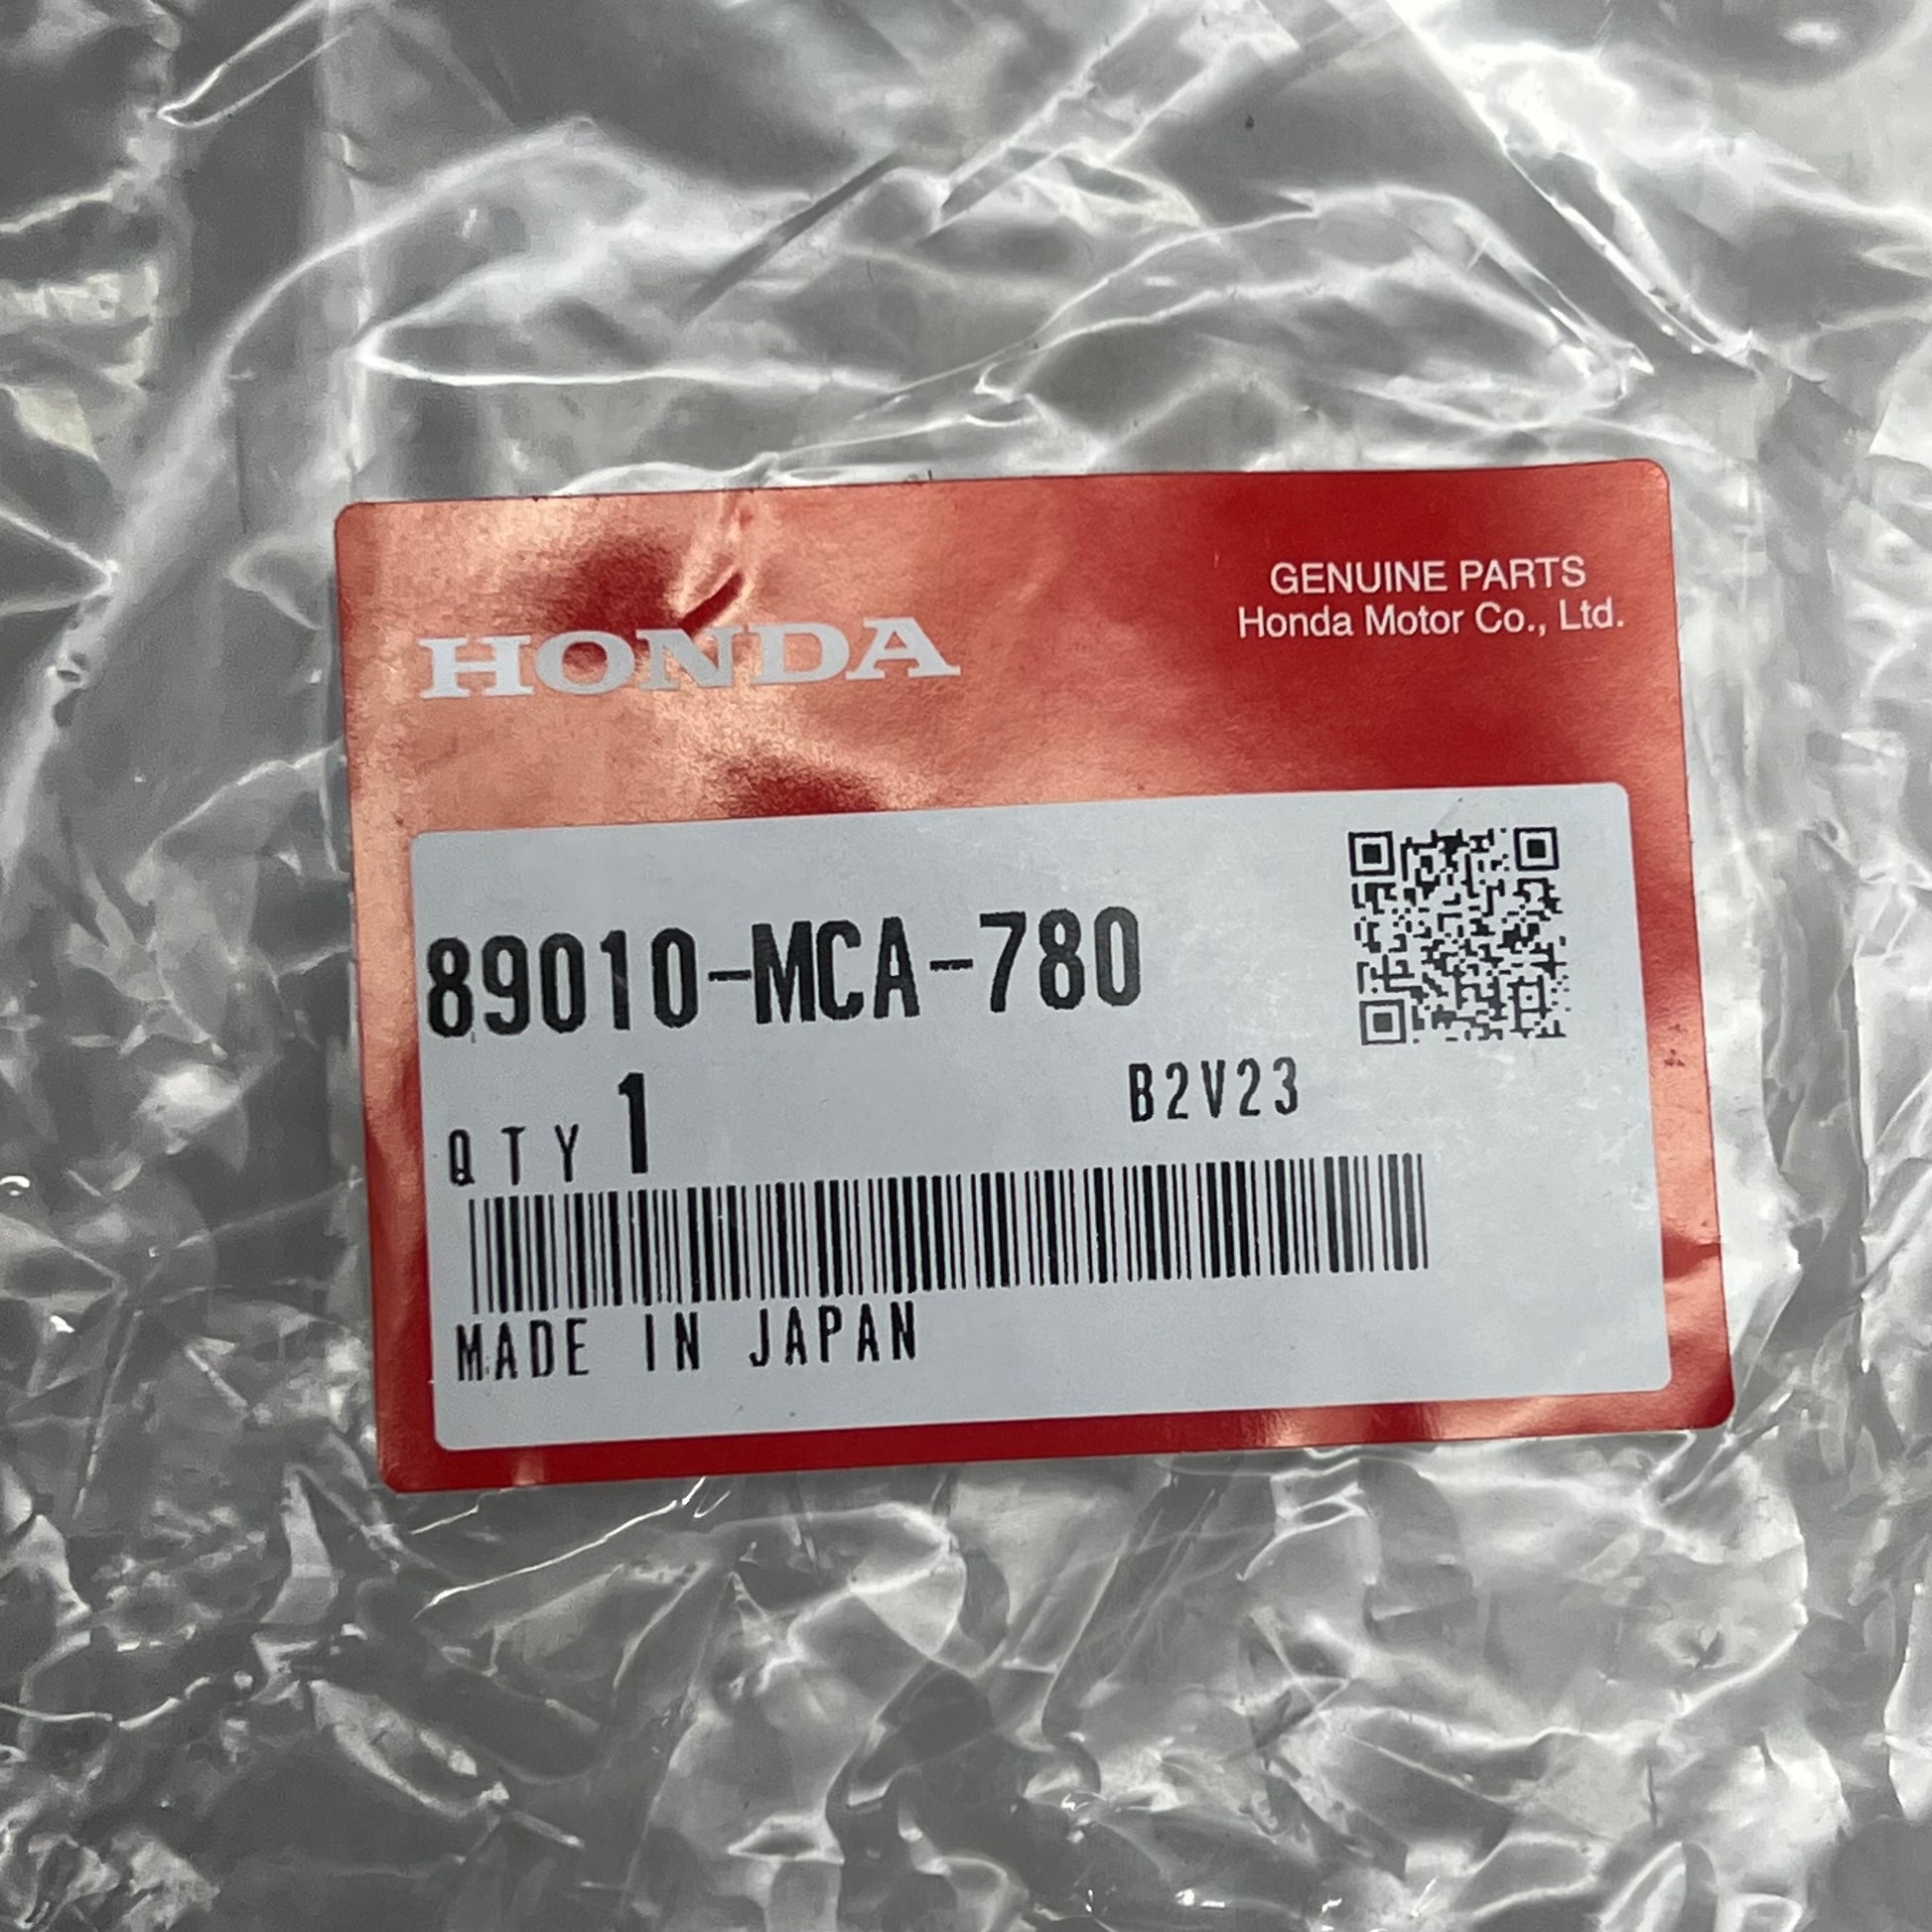 HONDA
GENUINE PARTS
Honda Motor Co., Ltd.
89010-MCA-780
QTY 1
B2V23
MADE IN JAPAN